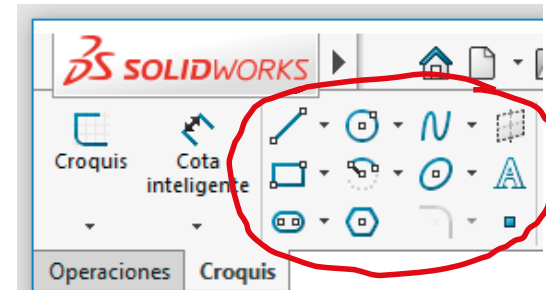 SOLIDWORKS
Croquis
Cota
inteligente
Operaciones
Croquis